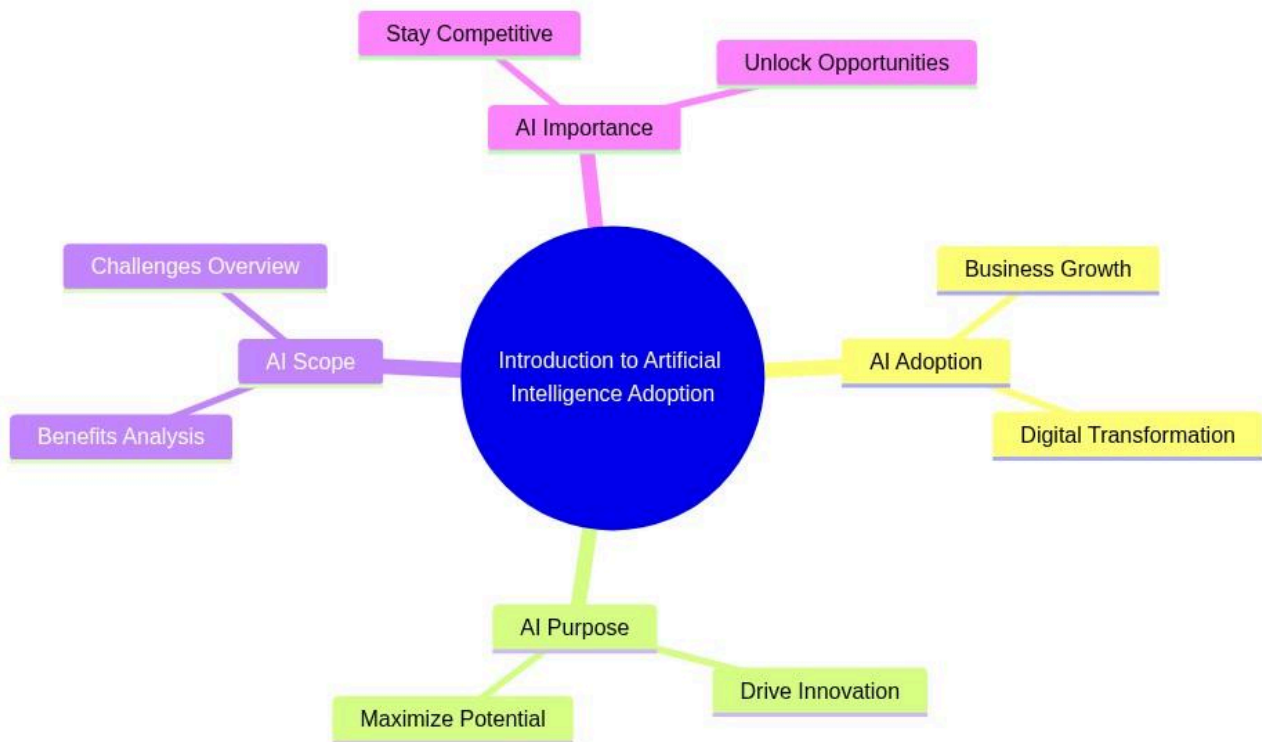 Stay Competitive
Unlock Opportunities
AI Importance
Challenges Overview
Business Growth
AI Scope
Introduction to Artificial
Intelligence Adoption
AI Adoption
Benefits Analysis
Digital Transformation
AI Purpose
Drive Innovation
Maximize Potential